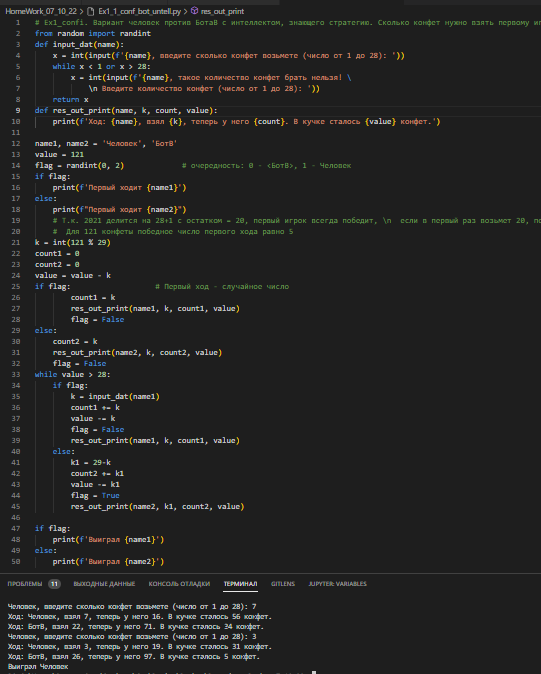 HomeWork_07_10_22 > Ex1_1_conf_bot_untell.py > res_out_print
1 # Ex1_confi. Вариант человек против БотаВ с интеллектом, знающего стратегию. Сколько конфет нужно взять первому
2 from random import randint
3 def input_dat(name):
4 x = int(input(f'{name}, введите сколько конфет возьмете (число от 1 до 28): '))
5 while x < 1 or x > 28:
6 x = int(input(f'{name}, такое количество конфет брать нельзя! \
7 \n Введите количество конфет (число от 1 до 28): '))
8 return x
9 def res_out_print(name, k, count, value):
10 print(f'Ход: {name}, взял {k}, теперь у него {count}. В кучке сталось {value} конфет.')
11
12 name1, name2 = 'Человек', 'БотВ'
13 value = 121
14 flag = randint(0, 2) # очередность: 0 - <БотВ>, 1 - Человек
15 if flag:
16 print(f'Первый ходит {name1}')
17 else:
18 print(f"Первый ходит {name2}")
19 # Т.к. 2021 делится на 28+1 с остатком = 20, первый игрок всегда победит, \n если в первый раз возьмет 20,
20 # Для 121 конфеты победное число первого хода равно 5
21 k = int(121 % 29)
22 count1 = 0
23 count2 = 0
24 value = value - k
25 if flag: # Первый ход - случайное число
26 count1 = k
27 res_out_print(name1, k, count1, value)
28 flag = False
29 else:
30 count2 = k
31 res_out_print(name2, k, count2, value)
32 flag = False
33 while value > 28:
34 if flag:
35 k = input_dat(name1)
36 count1 += k
37 value -= k
38 flag = False
39 res_out_print(name1, k, count1, value)
40 else:
41 k1 = 29-k
42 count2 += k1
43 value -= k1
44 flag = True
45 res_out_print(name2, k1, count2, value)
46
47 if flag:
48 print(f'Выиграл {name1}')
49 else:
50 print(f'Выиграл {name2}')
ПРОБЛЕМЫ 11 ВЫХОДНЫЕ ДАННЫЕ КОНСОЛЬ ОТЛАДКИ ТЕРМИНАЛ GITLENS JUPYTER: VARIABLES
Человек, введите сколько конфет возьмете (число от 1 до 28): 7
Ход: Человек, взял 7, теперь у него 16. В кучке сталось 56 конфет.
Ход: БотВ, взял 22, теперь у него 71. В кучке сталось 34 конфет.
Человек, введите сколько конфет возьмете (число от 1 до 28): 3
Ход: Человек, взял 3, теперь у него 19. В кучке сталось 31 конфет.
Ход: БотВ, взял 26, теперь у него 97. В кучке сталось 5 конфет.
Выиграл Человек